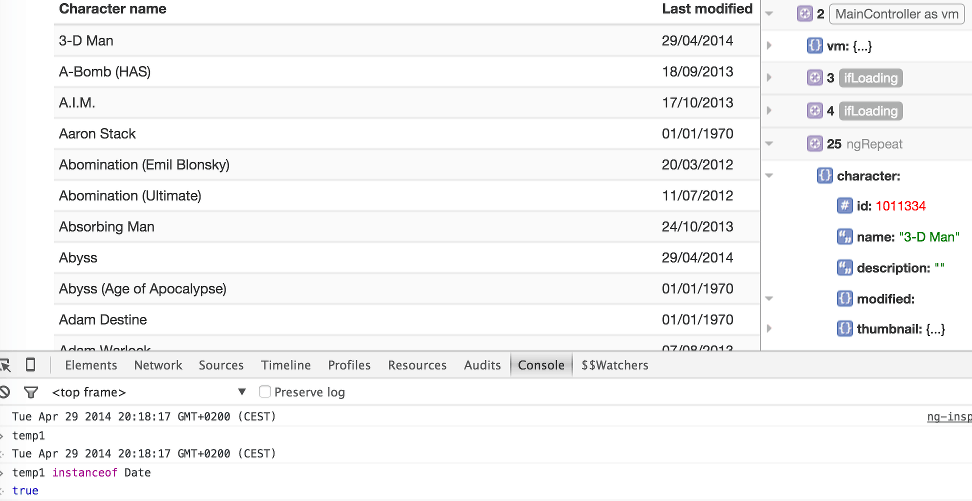 Character name Last modified
3-D Man 29/04/2014
A-Bomb (HAS) 18/09/2013
A.I.M. 17/10/2013
Aaron Stack 01/01/1970
Abomination (Emil Blonsky) 20/03/2012
Abomination (Ultimate) 11/07/2012
Absorbing Man 24/10/2013
Abyss 29/04/2014
Abyss (Age of Apocalypse) 01/01/1970
Adam Destine 01/01/1970
Adam Warlock 07/08/2013
2 MainController as vm
{} vm: {...}
3 ifLoading
4 ifLoading
25 ngRepeat
{} character:
# id: 1011334
"" name: "3-D Man"
"" description: ""
{} modified:
{} thumbnail: {...}
Elements Network Sources Timeline Profiles Resources Audits Console $$Watchers
<top frame> Preserve log
Tue Apr 29 2014 20:18:17 GMT+0200 (CEST) ng-insp
temp1
Tue Apr 29 2014 20:18:17 GMT+0200 (CEST)
temp1 instanceof Date
true